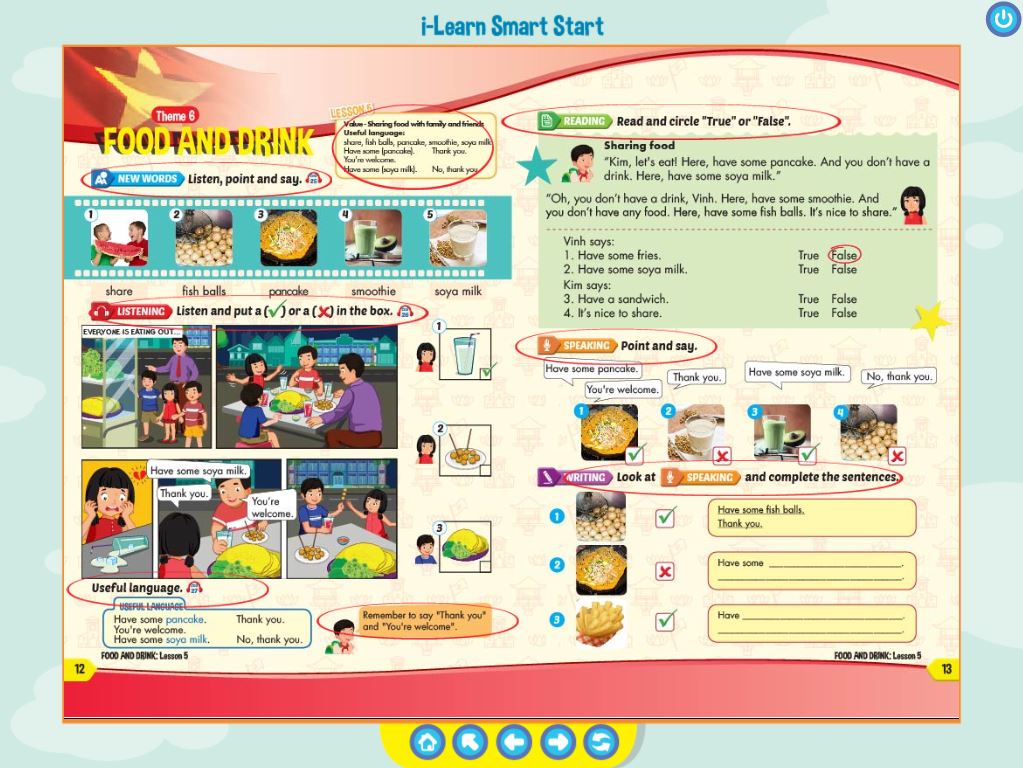 i-Learn Smart Start
Theme 6
FOOD AND DRINK
LESSON 5
Value - Sharing food with family and friends
Useful language:
share, fish balls, pancake, smoothie, soya milk
Have some (pancake). Thank you.
You're welcome.
Have some (soya milk). No, thank you.
NEW WORDS Listen, point and say.
1 2 3 4 5
share fish balls pancake smoothie soya milk
LISTENING Listen and put a (✓) or a (✗) in the box.
EVERYONE IS EATING OUT...
Have some soya milk.
Thank you.
You're
welcome.
1
2
3
Useful language.
USEFUL LANGUAGE
Have some pancake. Thank you.
You're welcome.
Have some soya milk. No, thank you.
Remember to say "Thank you"
and "You're welcome".
FOOD AND DRINK: Lesson 5
12
READING Read and circle "True" or "False".
Sharing food
"Kim, let's eat! Here, have some pancake. And you don't have a
drink. Here, have some soya milk."
"Oh, you don't have a drink, Vinh. Here, have some smoothie. And
you don't have any food. Here, have some fish balls. It's nice to share."
Vinh says:
1. Have some fries. True False
2. Have some soya milk. True False
Kim says:
3. Have a sandwich. True False
4. It's nice to share. True False
SPEAKING Point and say.
Have some pancake.
You're welcome.
Thank you.
Have some soya milk.
No, thank you.
1 2 3 4
WRITING Look at SPEAKING and complete the sentences.
1 Have some fish balls.
Thank you.
2 Have some ____________.
____________.
3 Have ____________.
____________.
FOOD AND DRINK: Lesson 5
13